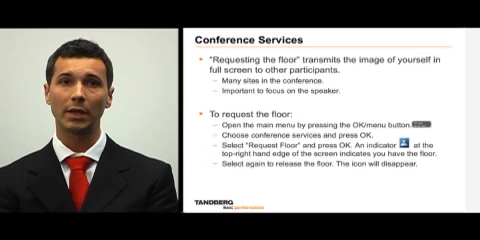 Conference Services
"Requesting the floor" transmits the image of yourself in
full screen to other participants.
– Many sites in the conference.
– Important to focus on the speaker.
To request the floor:
– Open the main menu by pressing the OK/menu button.
– Choose conference services and press OK.
– Select "Request Floor" and press OK. An indicator at the
top-right hand edge of the screen indicates you have the floor.
– Select again to release the floor. The icon will disappear.
TANDBERG